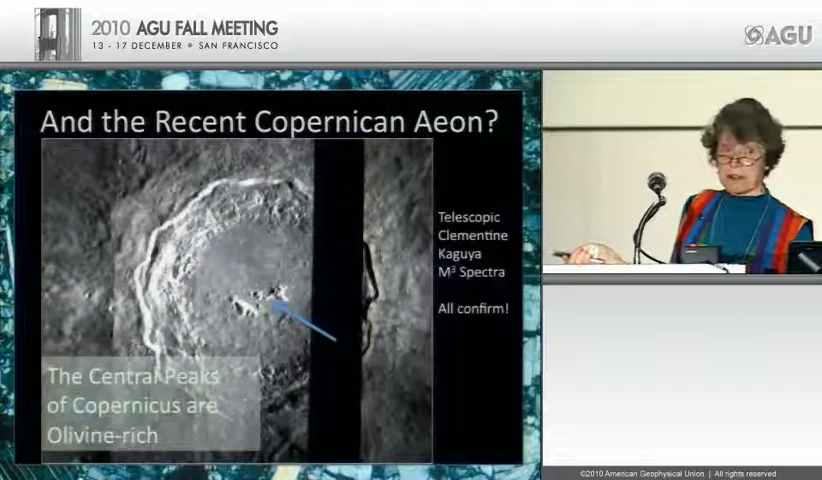 2010 AGU FALL MEETING
13 - 17 DECEMBER • SAN FRANCISCO
AGU
And the Recent Copernican Aeon?
Telescopic
Clementine
Kaguya
M³ Spectra
All confirm!
The Central Peaks
of Copernicus are
Olivine-rich
©2010 American Geophysical Union | All rights reserved